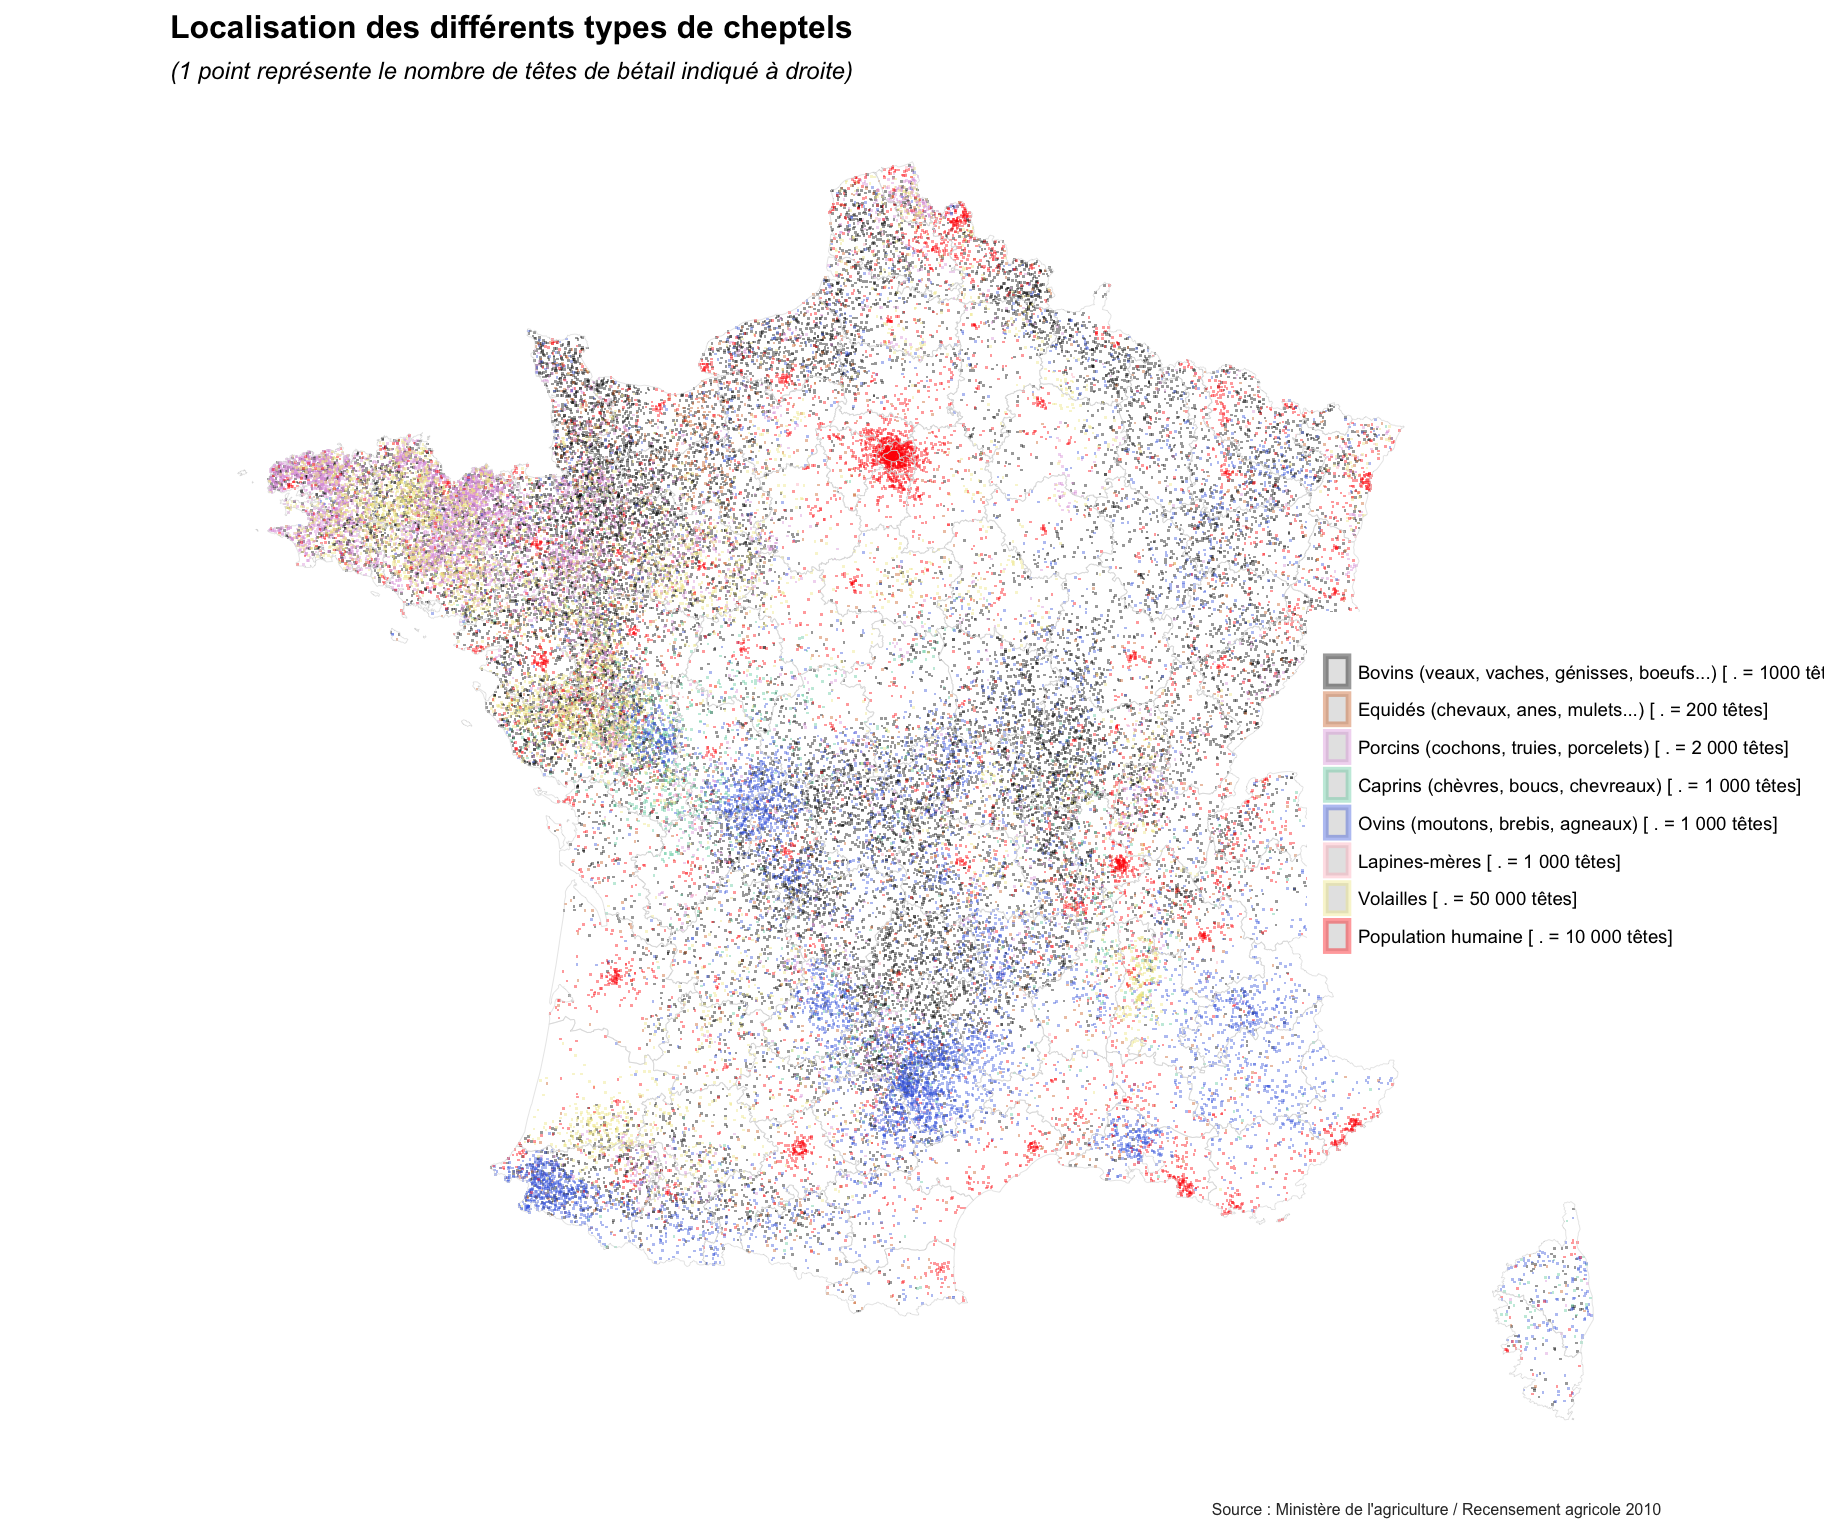 Localisation des différents types de cheptels
(1 point représente le nombre de têtes de bétail indiqué à droite)
Bovins (veaux, vaches, génisses, boeufs...) [ . = 1000 têt
Equidés (chevaux, anes, mulets...) [ . = 200 têtes]
Porcins (cochons, truies, porcelets) [ . = 2 000 têtes]
Caprins (chèvres, boucs, chevreaux) [ . = 1 000 têtes]
Ovins (moutons, brebis, agneaux) [ . = 1 000 têtes]
Lapines-mères [ . = 1 000 têtes]
Volailles [ . = 50 000 têtes]
Population humaine [ . = 10 000 têtes]
Source : Ministère de l'agriculture / Recensement agricole 2010